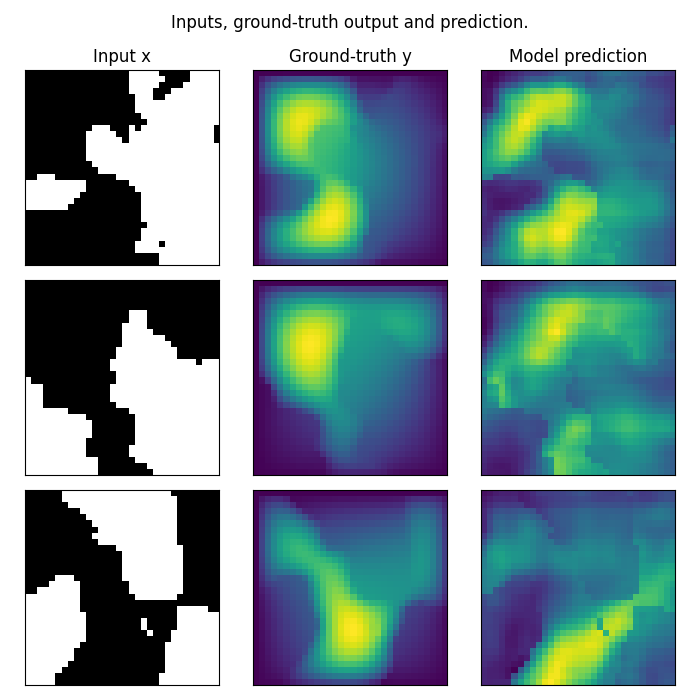 Inputs, ground-truth output and prediction.
Input x
Ground-truth y
Model prediction